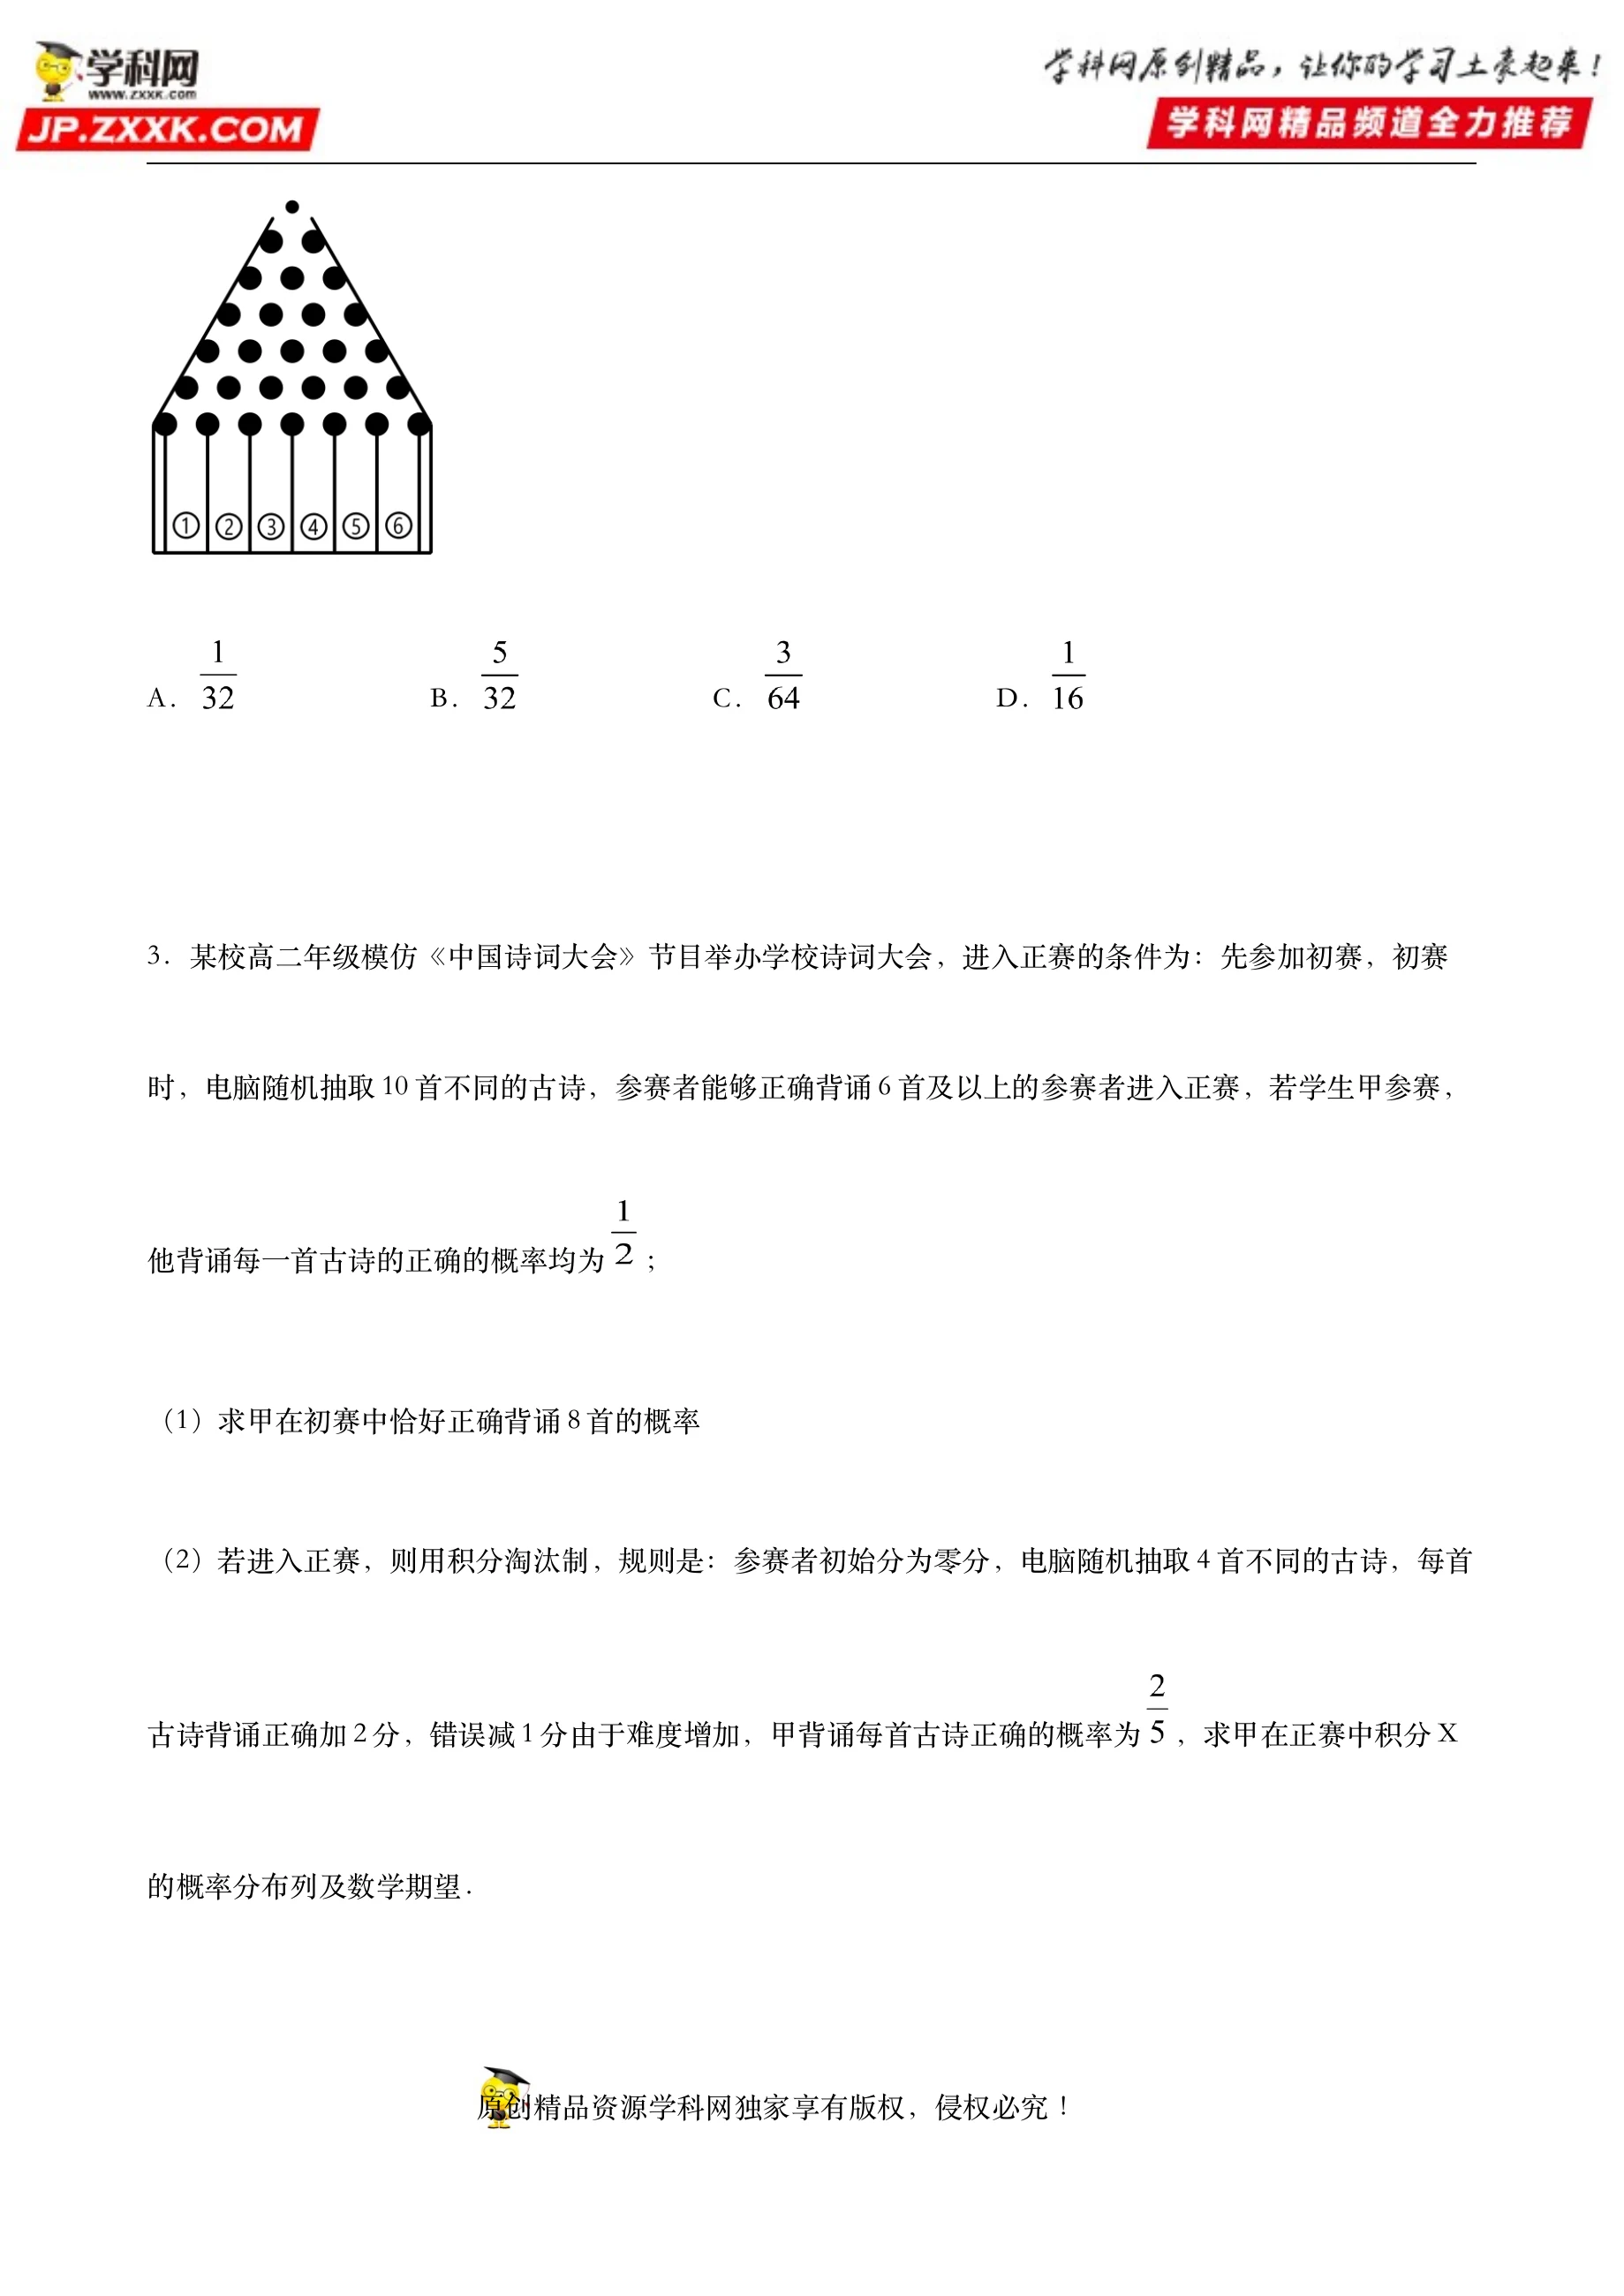 学科网
www.zxxk.com
JP.ZXXK.COM
学科网原创精品，让你的学习土豪起来！
学科网精品频道全力推荐
① ② ③ ④ ⑤ ⑥
A． 1/32 B． 5/32 C． 3/64 D． 1/16
3．某校高二年级模仿《中国诗词大会》节目举办学校诗词大会，进入正赛的条件为：先参加初赛，初赛
时，电脑随机抽取 10 首不同的古诗，参赛者能够正确背诵 6 首及以上的参赛者进入正赛，若学生甲参赛，
他背诵每一首古诗的正确的概率均为 1/2；
（1）求甲在初赛中恰好正确背诵 8 首的概率
（2）若进入正赛，则用积分淘汰制，规则是：参赛者初始分为零分，电脑随机抽取 4 首不同的古诗，每首
古诗背诵正确加 2 分，错误减 1 分由于难度增加，甲背诵每首古诗正确的概率为 2/5，求甲在正赛中积分 X
的概率分布列及数学期望．
原创精品资源学科网独家享有版权，侵权必究！